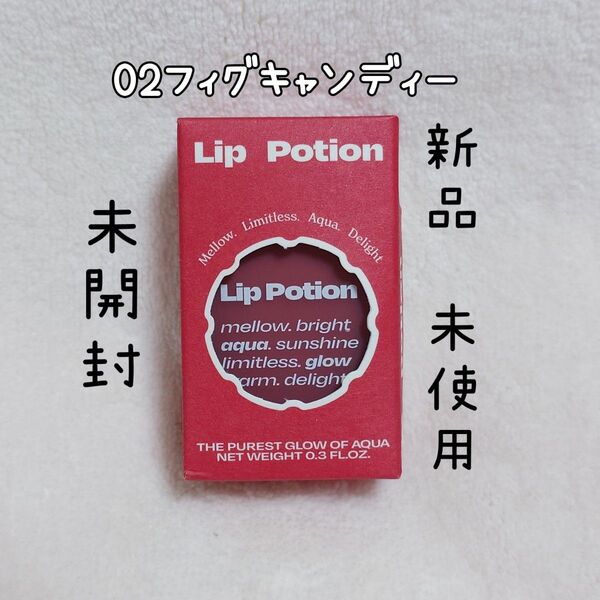 02フィグキャンディー
新品 未使用
未開封
Lip Potion
Mellow. Limitless. Aqua. Delight
Lip Potion
mellow. bright
aqua. sunshine
limitless. glow
arm. delight
THE PUREST GLOW OF AQUA
NET WEIGHT 0.3 FL.OZ.